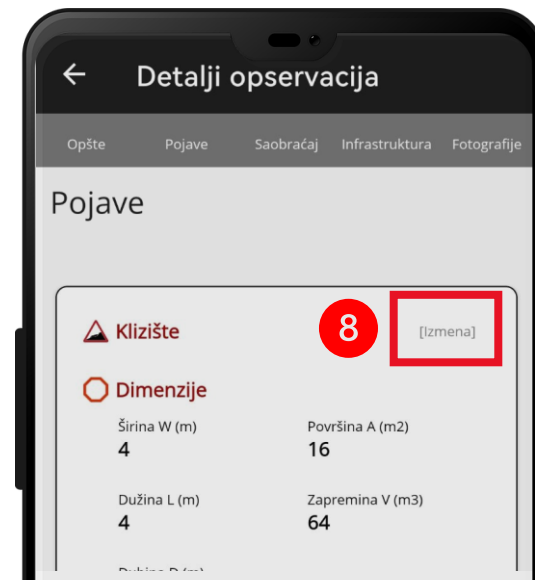 Detalji opservacija
Opšte Pojave Saobraćaj Infrastruktura Fotografije
Pojave
Klizište 8 [Izmena]
Dimenzije
Širina W (m) Površina A (m2)
4 16
Dužina L (m) Zapremina V (m3)
4 64